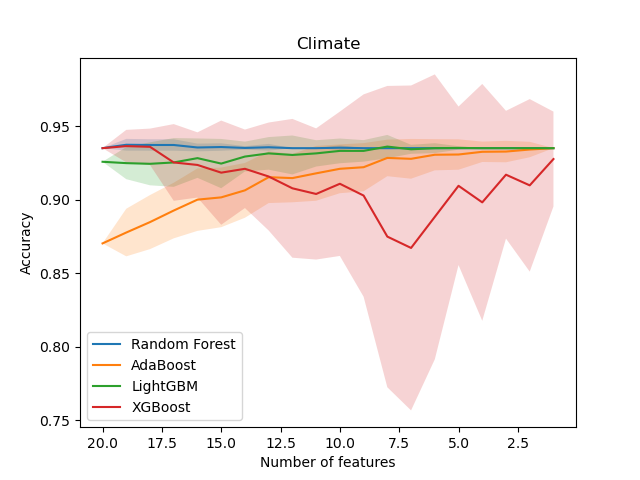 Climate
0.95
0.90
0.85
0.80
0.75
Accuracy
Random Forest
AdaBoost
LightGBM
XGBoost
20.0 17.5 15.0 12.5 10.0 7.5 5.0 2.5
Number of features